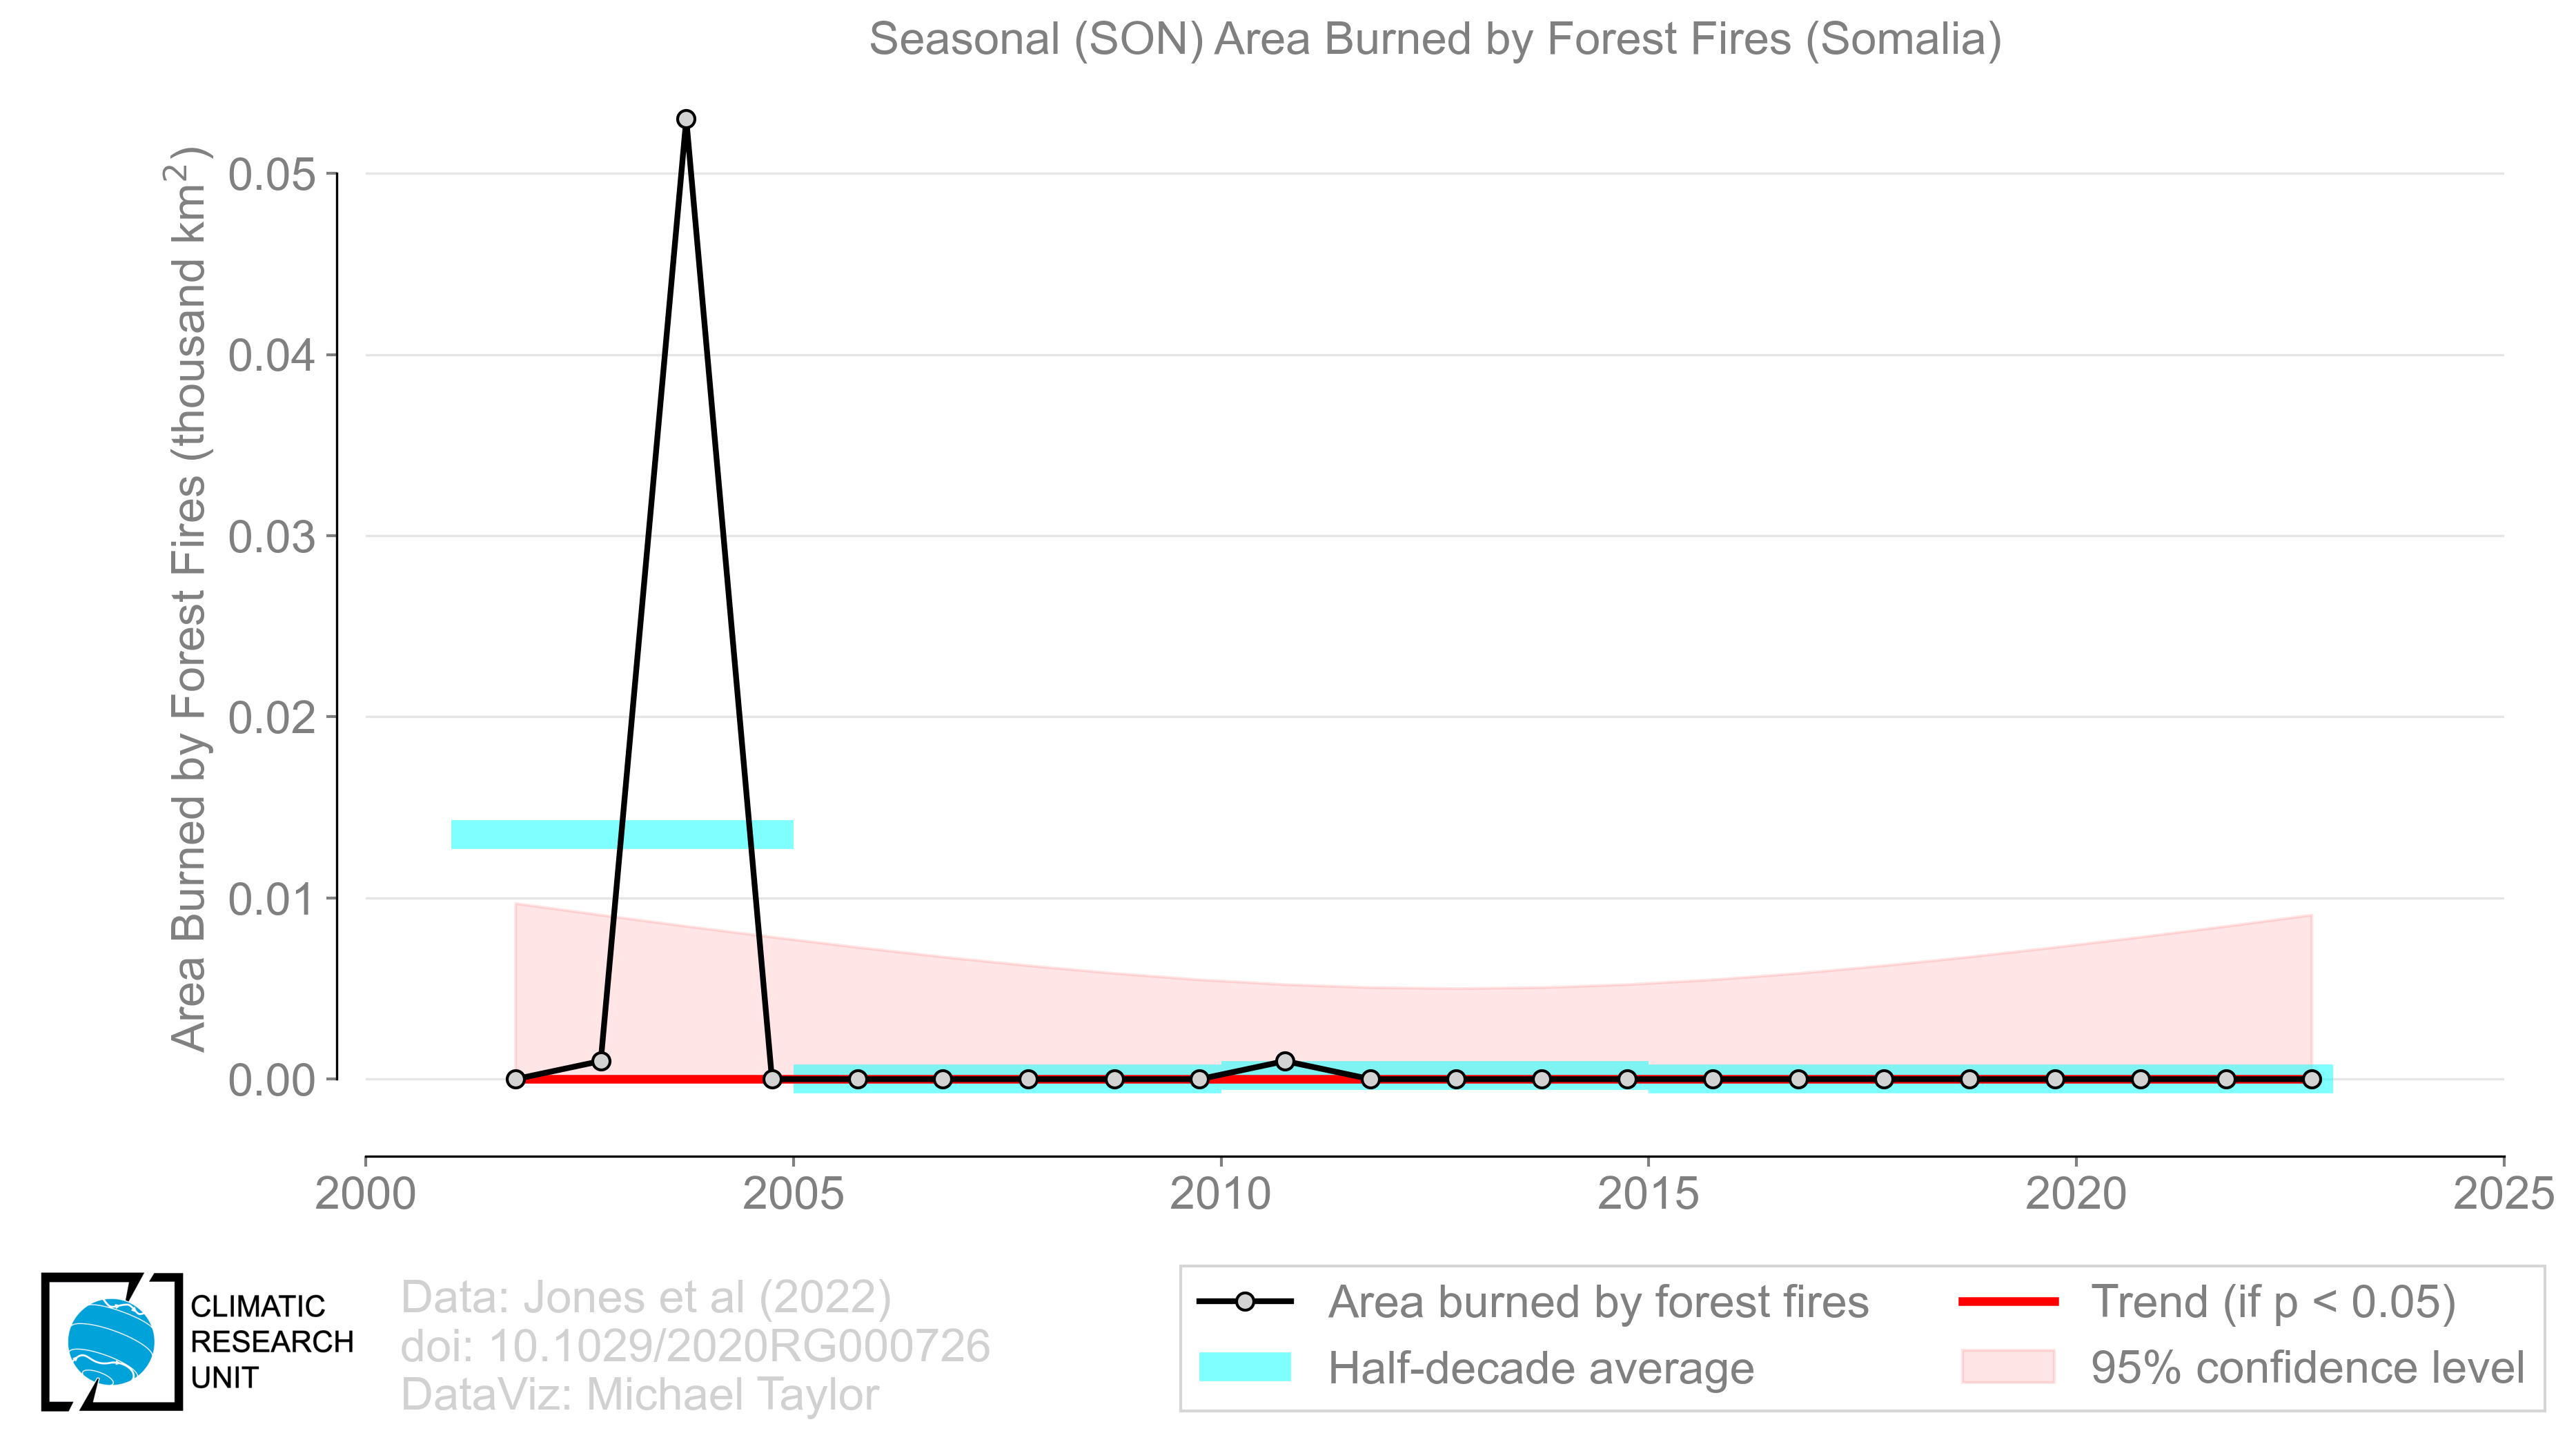 Seasonal (SON) Area Burned by Forest Fires (Somalia)
Area Burned by Forest Fires (thousand km²)
0.05
0.04
0.03
0.02
0.01
0.00
2000 2005 2010 2015 2020 2025
CLIMATIC
RESEARCH
UNIT
Data: Jones et al (2022)
doi: 10.1029/2020RG000726
DataViz: Michael Taylor
Area burned by forest fires
Half-decade average
Trend (if p < 0.05)
95% confidence level